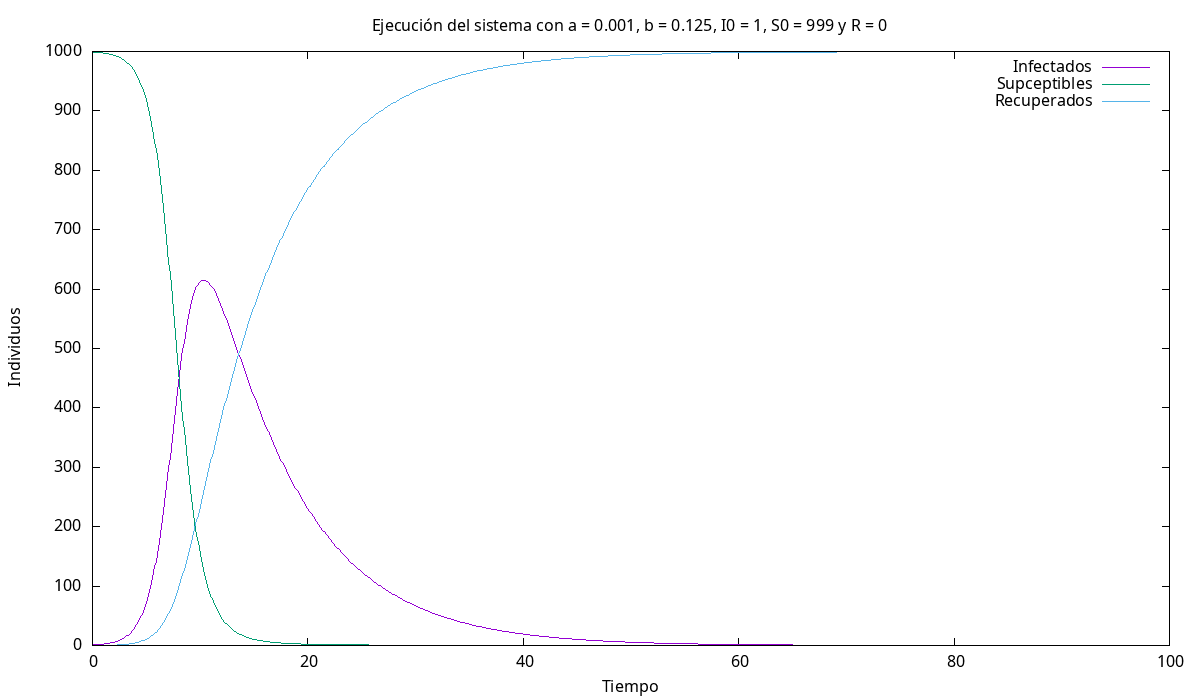 Ejecución del sistema con a = 0.001, b = 0.125, I0 = 1, S0 = 999 y R = 0
Infectados
Supceptibles
Recuperados
1000
900
800
700
600
500
400
300
200
100
0
Individuos
0 20 40 60 80 100
Tiempo